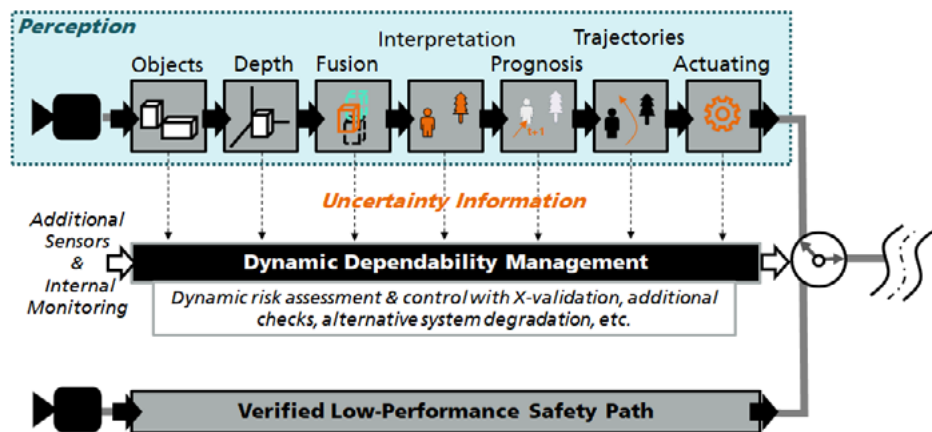 Perception
Interpretation
Trajectories
Objects
Depth
Fusion
Prognosis
Actuating
t+1
Uncertainty Information
Additional
Sensors
&
Internal
Monitoring
Dynamic Dependability Management
Dynamic risk assessment & control with X-validation, additional
checks, alternative system degradation, etc.
Verified Low-Performance Safety Path